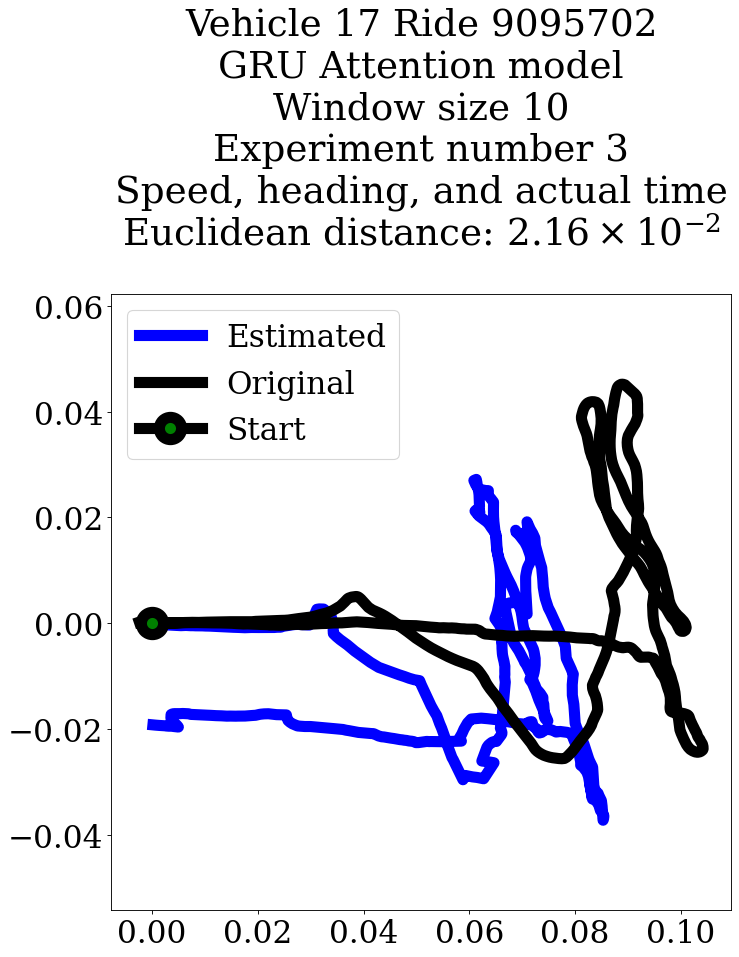 Vehicle 17 Ride 9095702
GRU Attention model
Window size 10
Experiment number 3
Speed, heading, and actual time
Euclidean distance: 2.16 × 10⁻²
0.06
0.04
0.02
0.00
−0.02
−0.04
Estimated
Original
Start
0.00 0.02 0.04 0.06 0.08 0.10